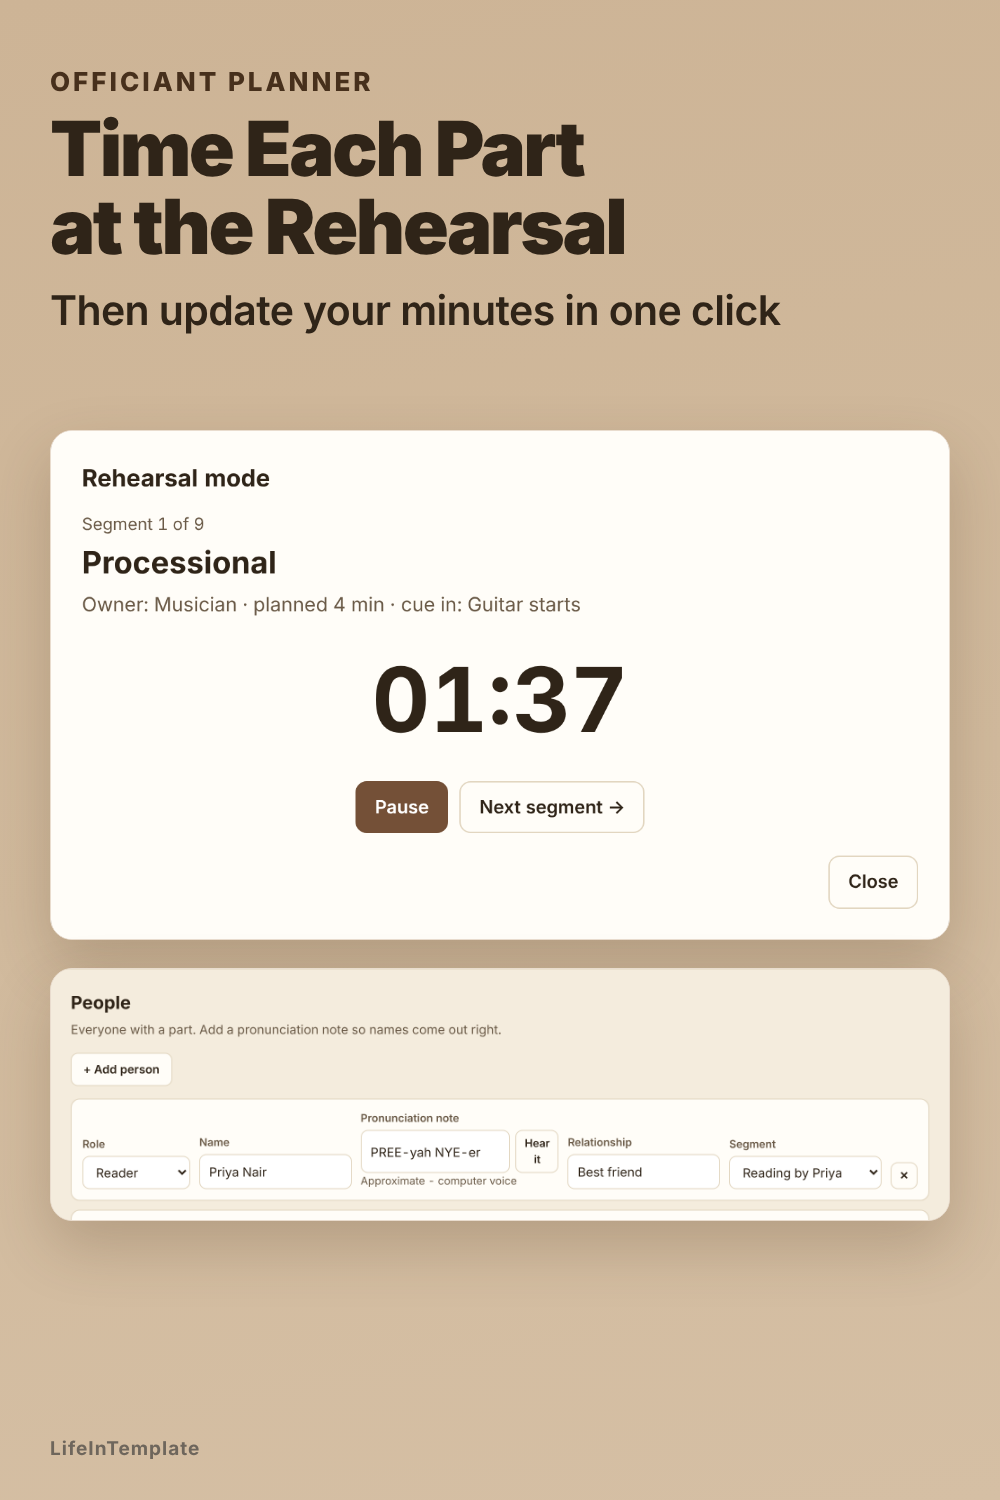 OFFICIANT PLANNER
Time Each Part
at the Rehearsal
Then update your minutes in one click
Rehearsal mode
Segment 1 of 9
Processional
Owner: Musician · planned 4 min · cue in: Guitar starts
01:37
Pause
Next segment →
Close
People
Everyone with a part. Add a pronunciation note so names come out right.
+ Add person
Role
Reader
Name
Priya Nair
Pronunciation note
PREE-yah NYE-er
Hear
it
Approximate - computer voice
Relationship
Best friend
Segment
Reading by Priya
×
LifeInTemplate